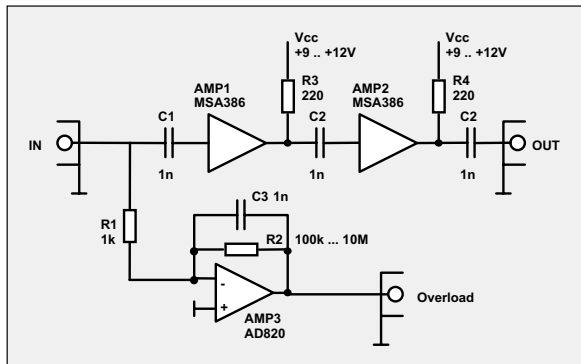 Vcc
+9 .. +12V
Vcc
+9 .. +12V
AMP1
MSA386
R3
220
AMP2
MSA386
R4
220
C1
C2
C2
IN
OUT
1n
1n
1n
C3 1n
R1
1k
R2
100k ... 10M
-
+
Overload
AMP3
AD820